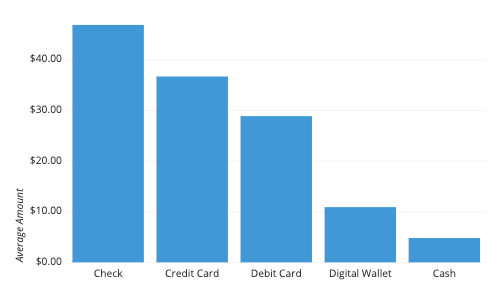 $40.00
$30.00
$20.00
$10.00
$0.00
Average Amount
Check
Credit Card
Debit Card
Digital Wallet
Cash